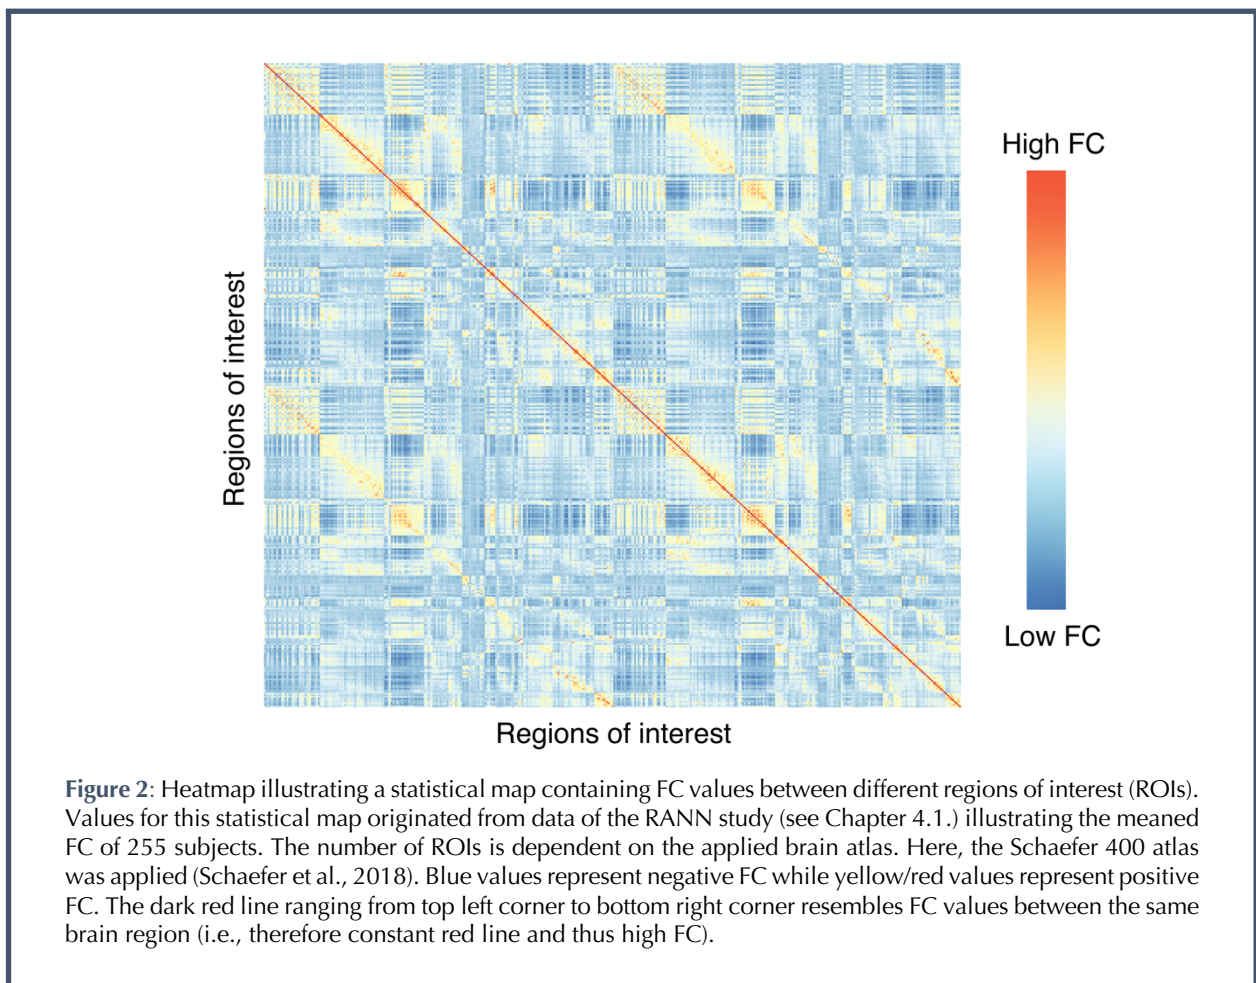 High FC
Regions of interest
Low FC
Regions of interest
Figure 2: Heatmap illustrating a statistical map containing FC values between different regions of interest (ROIs).
Values for this statistical map originated from data of the RANN study (see Chapter 4.1.) illustrating the meaned
FC of 255 subjects. The number of ROIs is dependent on the applied brain atlas. Here, the Schaefer 400 atlas
was applied (Schaefer et al., 2018). Blue values represent negative FC while yellow/red values represent positive
FC. The dark red line ranging from top left corner to bottom right corner resembles FC values between the same
brain region (i.e., therefore constant red line and thus high FC).